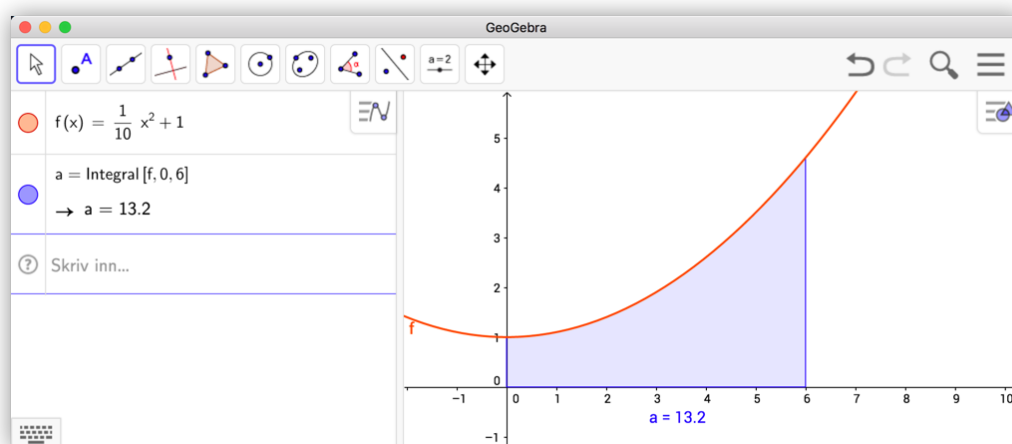 GeoGebra
A
α
a=2
f(x) = 1/10 x² + 1
a = Integral[f, 0, 6]
→ a = 13.2
? Skriv inn...
5
4
3
2
1
0
−1
f
−1 0 1 2 3 4 5 6 7 8 9 10
a = 13.2